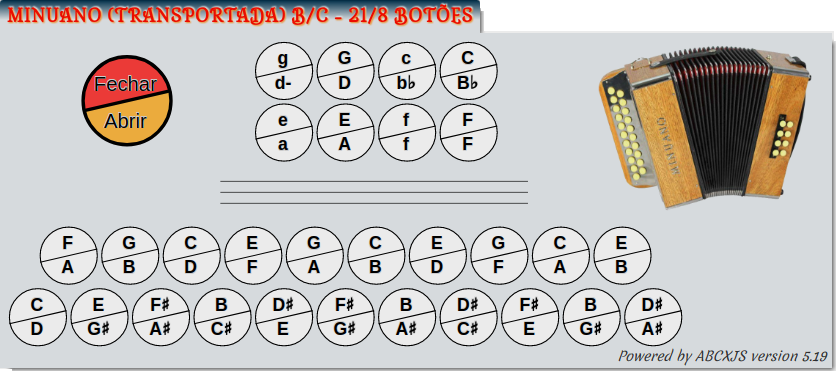 MINUANO (TRANSPORTADA) B/C - 21/8 BOTÕES
Fechar
Abrir
g G c C
d- D b♭ B♭
e E f F
a A f F
F G C E G C E G C E
A B D F A B D F A B
C E F♯ B D♯ F♯ B D♯ F♯ B D♯
D G♯ A♯ C♯ E G♯ A♯ C♯ E G♯ A♯
Powered by ABCXJS version 5.19